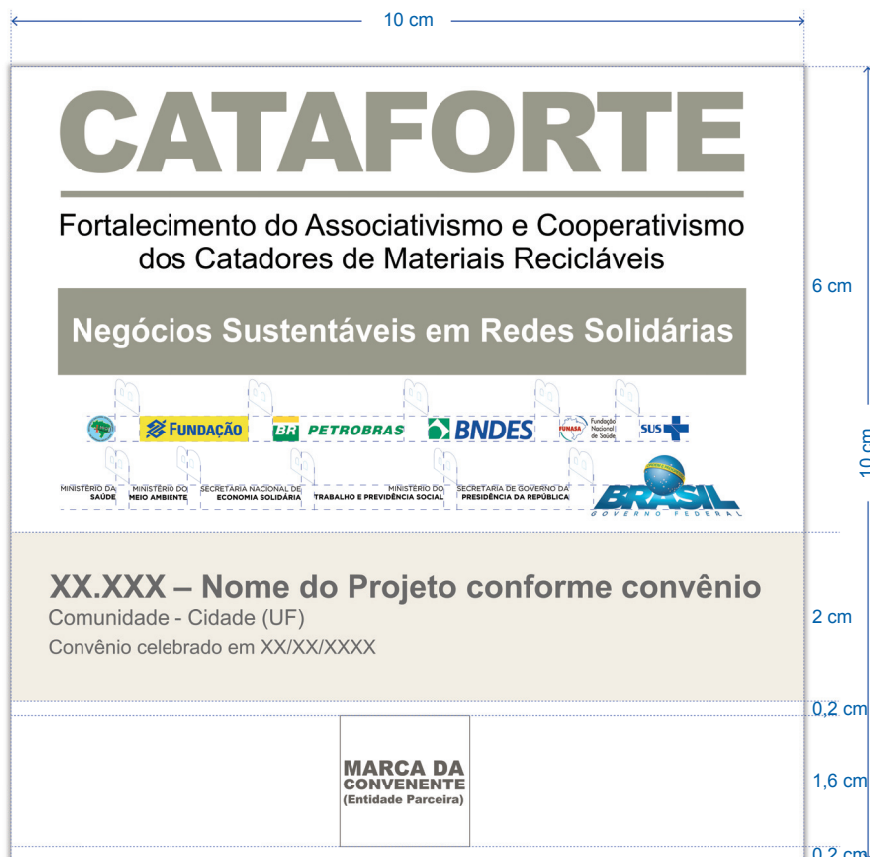 10 cm
CATAFORTE
Fortalecimento do Associativismo e Cooperativismo
dos Catadores de Materiais Recicláveis
6 cm
Negócios Sustentáveis em Redes Solidárias
FUNDAÇÃO
BR PETROBRAS
BNDES
FUNASA
Fundação
Nacional
de Saúde
SUS
10 cm
MINISTÉRIO DA
SAÚDE
MINISTÉRIO DO
MEIO AMBIENTE
SECRETARIA NACIONAL DE
ECONOMIA SOLIDÁRIA
MINISTÉRIO DO
TRABALHO E PREVIDÊNCIA SOCIAL
SECRETARIA DE GOVERNO DA
PRESIDÊNCIA DA REPÚBLICA
BRASIL
GOVERNO FEDERAL
XX.XXX – Nome do Projeto conforme convênio
Comunidade - Cidade (UF)
Convênio celebrado em XX/XX/XXXX
2 cm
0,2 cm
MARCA DA
CONVENENTE
(Entidade Parceira)
1,6 cm
0,2 cm